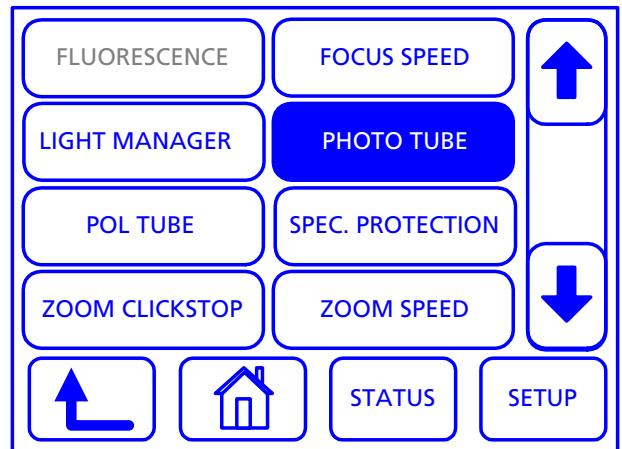 FLUORESCENCE
FOCUS SPEED
LIGHT MANAGER
PHOTO TUBE
POL TUBE
SPEC. PROTECTION
ZOOM CLICKSTOP
ZOOM SPEED
STATUS
SETUP